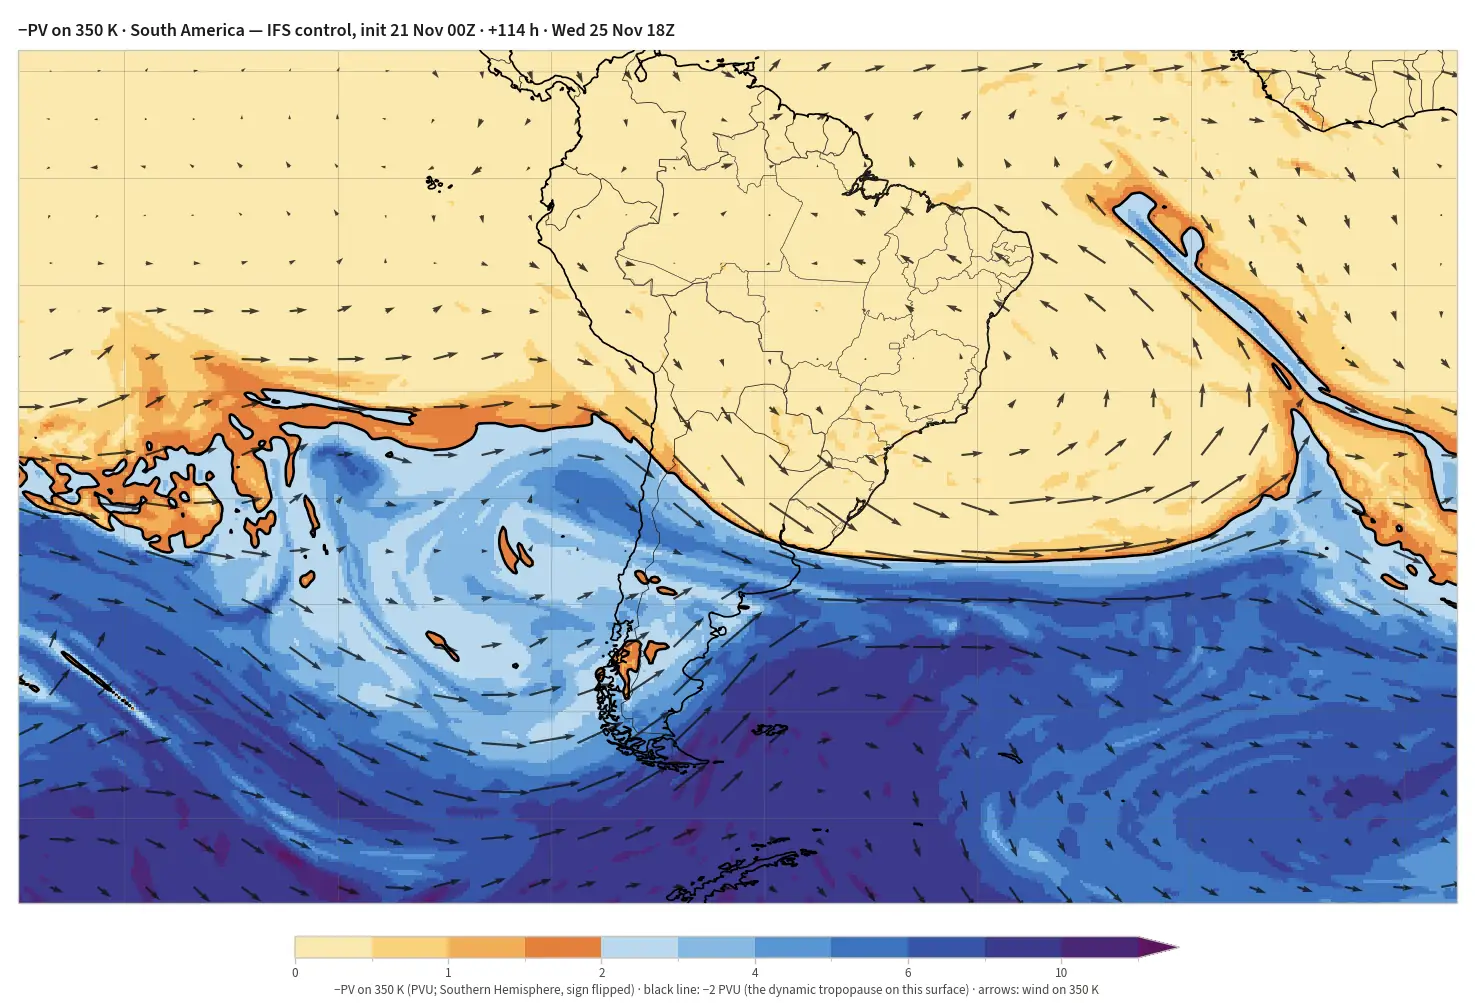 −PV on 350 K · South America — IFS control, init 21 Nov 00Z · +114 h · Wed 25 Nov 18Z
0 1 2 4 6 10
−PV on 350 K (PVU; Southern Hemisphere, sign flipped) · black line: −2 PVU (the dynamic tropopause on this surface) · arrows: wind on 350 K